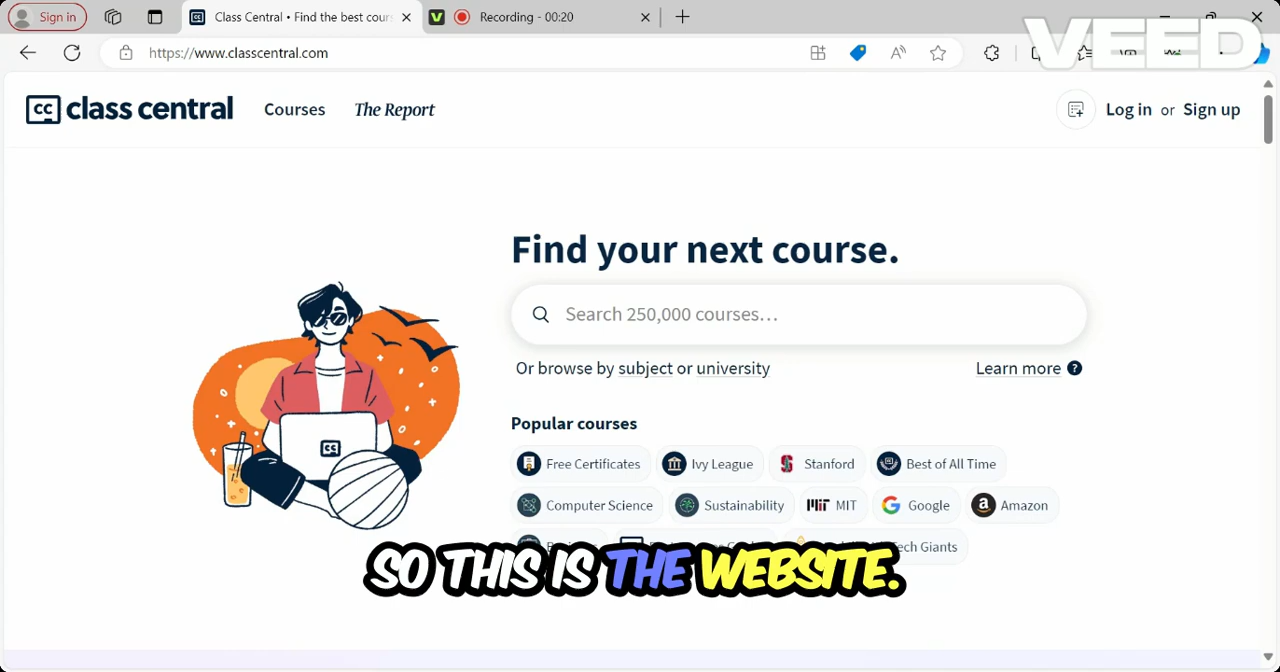 Sign in
Class Central • Find the best cours
Recording - 00:20
https://www.classcentral.com
VEED
CC class central
Courses
The Report
Log in or Sign up
Find your next course.
Search 250,000 courses...
Or browse by subject or university
Learn more ?
Popular courses
Free Certificates
Ivy League
Stanford
Best of All Time
Computer Science
Sustainability
MIT
Google
Amazon
Tech Giants
SO THIS IS THE WEBSITE.